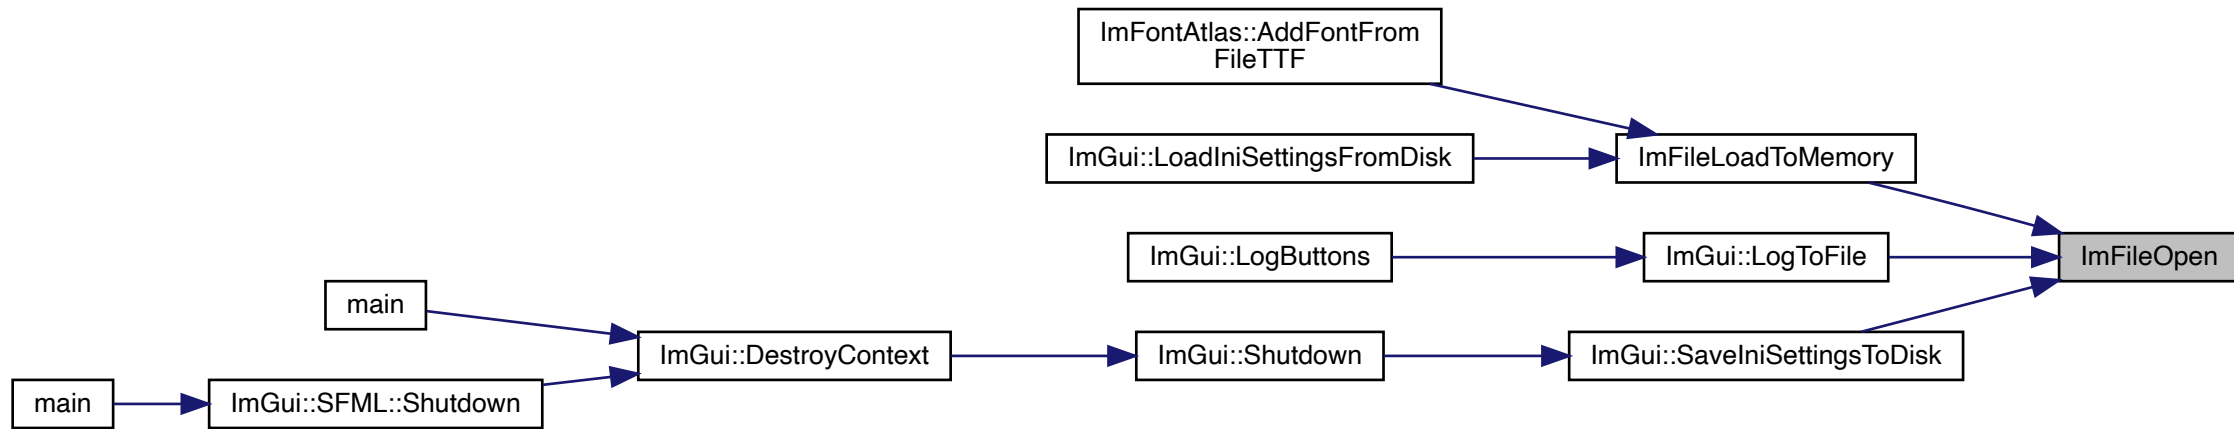 ImFontAtlas::AddFontFrom
FileTTF
ImGui::LoadIniSettingsFromDisk
ImFileLoadToMemory
ImGui::LogButtons
ImGui::LogToFile
ImFileOpen
main
ImGui::DestroyContext
ImGui::Shutdown
ImGui::SaveIniSettingsToDisk
main
ImGui::SFML::Shutdown